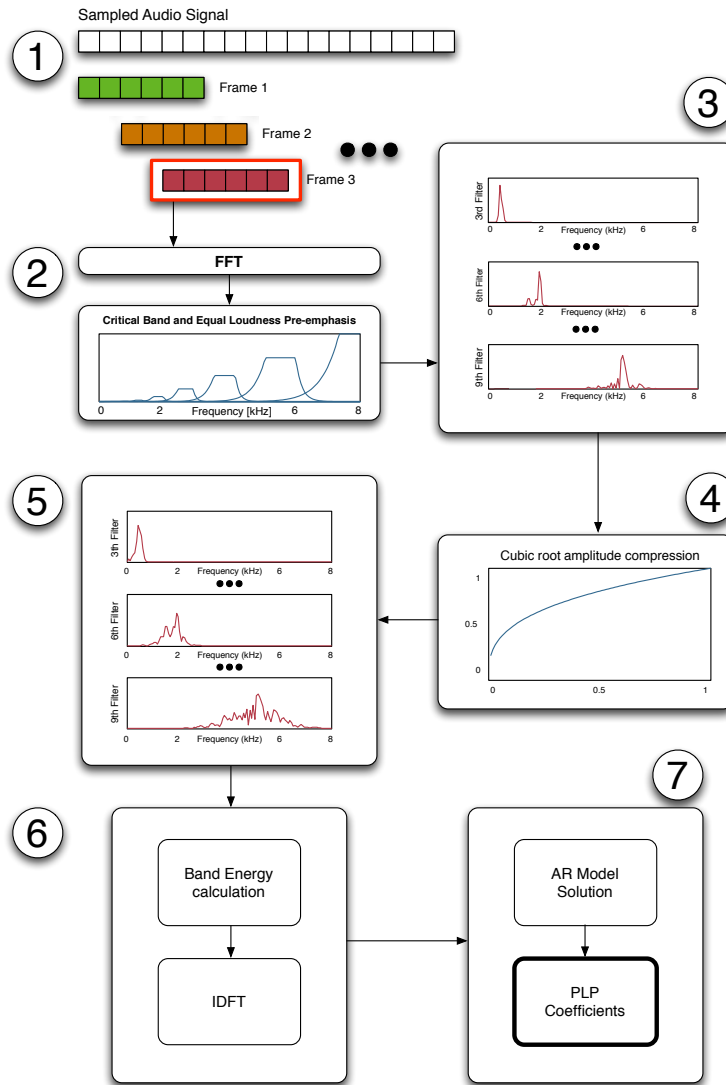 Sampled Audio Signal
1
Frame 1
Frame 2
Frame 3
2
FFT
Critical Band and Equal Loudness Pre-emphasis
0 2 6 8
Frequency [kHz]
3
3rd Filter
0 2 6 8
Frequency (kHz)
6th Filter
0 2 6 8
Frequency (kHz)
9th Filter
0 2 6 8
Frequency (kHz)
4
Cubic root amplitude compression
1
0.5
0
0 0.5 1
5
3th Filter
0 2 6 8
Frequency (kHz)
6th Filter
0 2 6 8
Frequency (kHz)
9th Filter
0 2 6 8
Frequency (kHz)
6
Band Energy
calculation
IDFT
7
AR Model
Solution
PLP
Coefficients